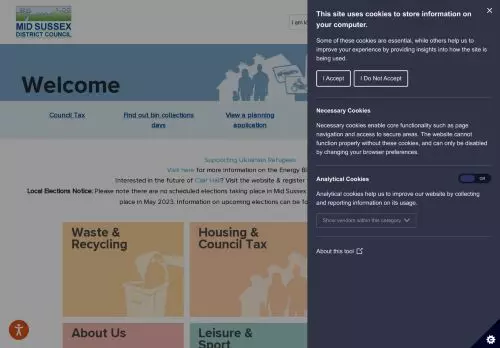 MID SUSSEX
DISTRICT COUNCIL
I am l
Welcome
Council Tax
Find out bin collections
days
View a planning
application
Supporting Ukrainian Refugees
Visit here for more information on the Energy Bi
Interested in the future of Clair Hall? Visit the website & register
Local Elections Notice: Please note there are no scheduled elections taking place in Mid Sussex
place in May 2023. Information on upcoming elections can be fo
Waste &
Recycling
Housing &
Council Tax
About Us
Leisure &
Sport
This site uses cookies to store information on
your computer.
Some of these cookies are essential, while others help us to
improve your experience by providing insights into how the site is
being used.
I Accept
I Do Not Accept
Necessary Cookies
Necessary cookies enable core functionality such as page
navigation and access to secure areas. The website cannot
function properly without these cookies, and can only be disabled
by changing your browser preferences.
Analytical Cookies
Off
Analytical cookies help us to improve our website by collecting
and reporting information on its usage.
Show vendors within this category
About this tool